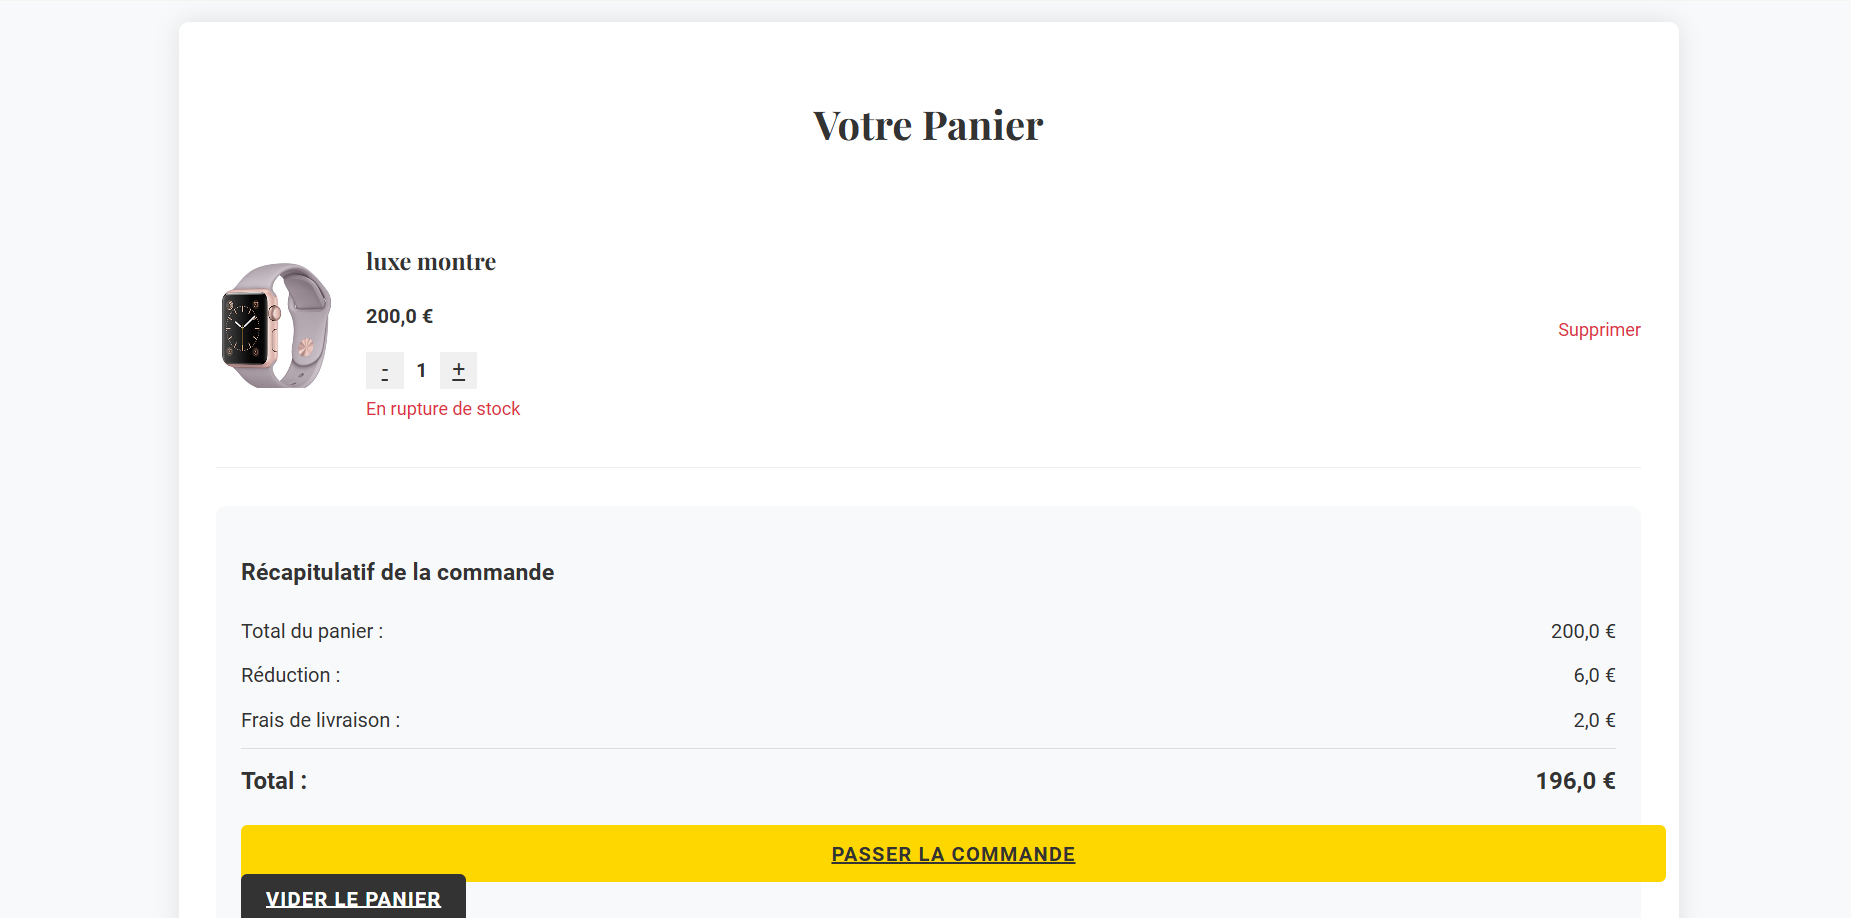 Votre Panier
luxe montre
200,0 €
- 1 +
Supprimer
En rupture de stock
Récapitulatif de la commande
Total du panier : 200,0 €
Réduction : 6,0 €
Frais de livraison : 2,0 €
Total : 196,0 €
PASSER LA COMMANDE
VIDER LE PANIER